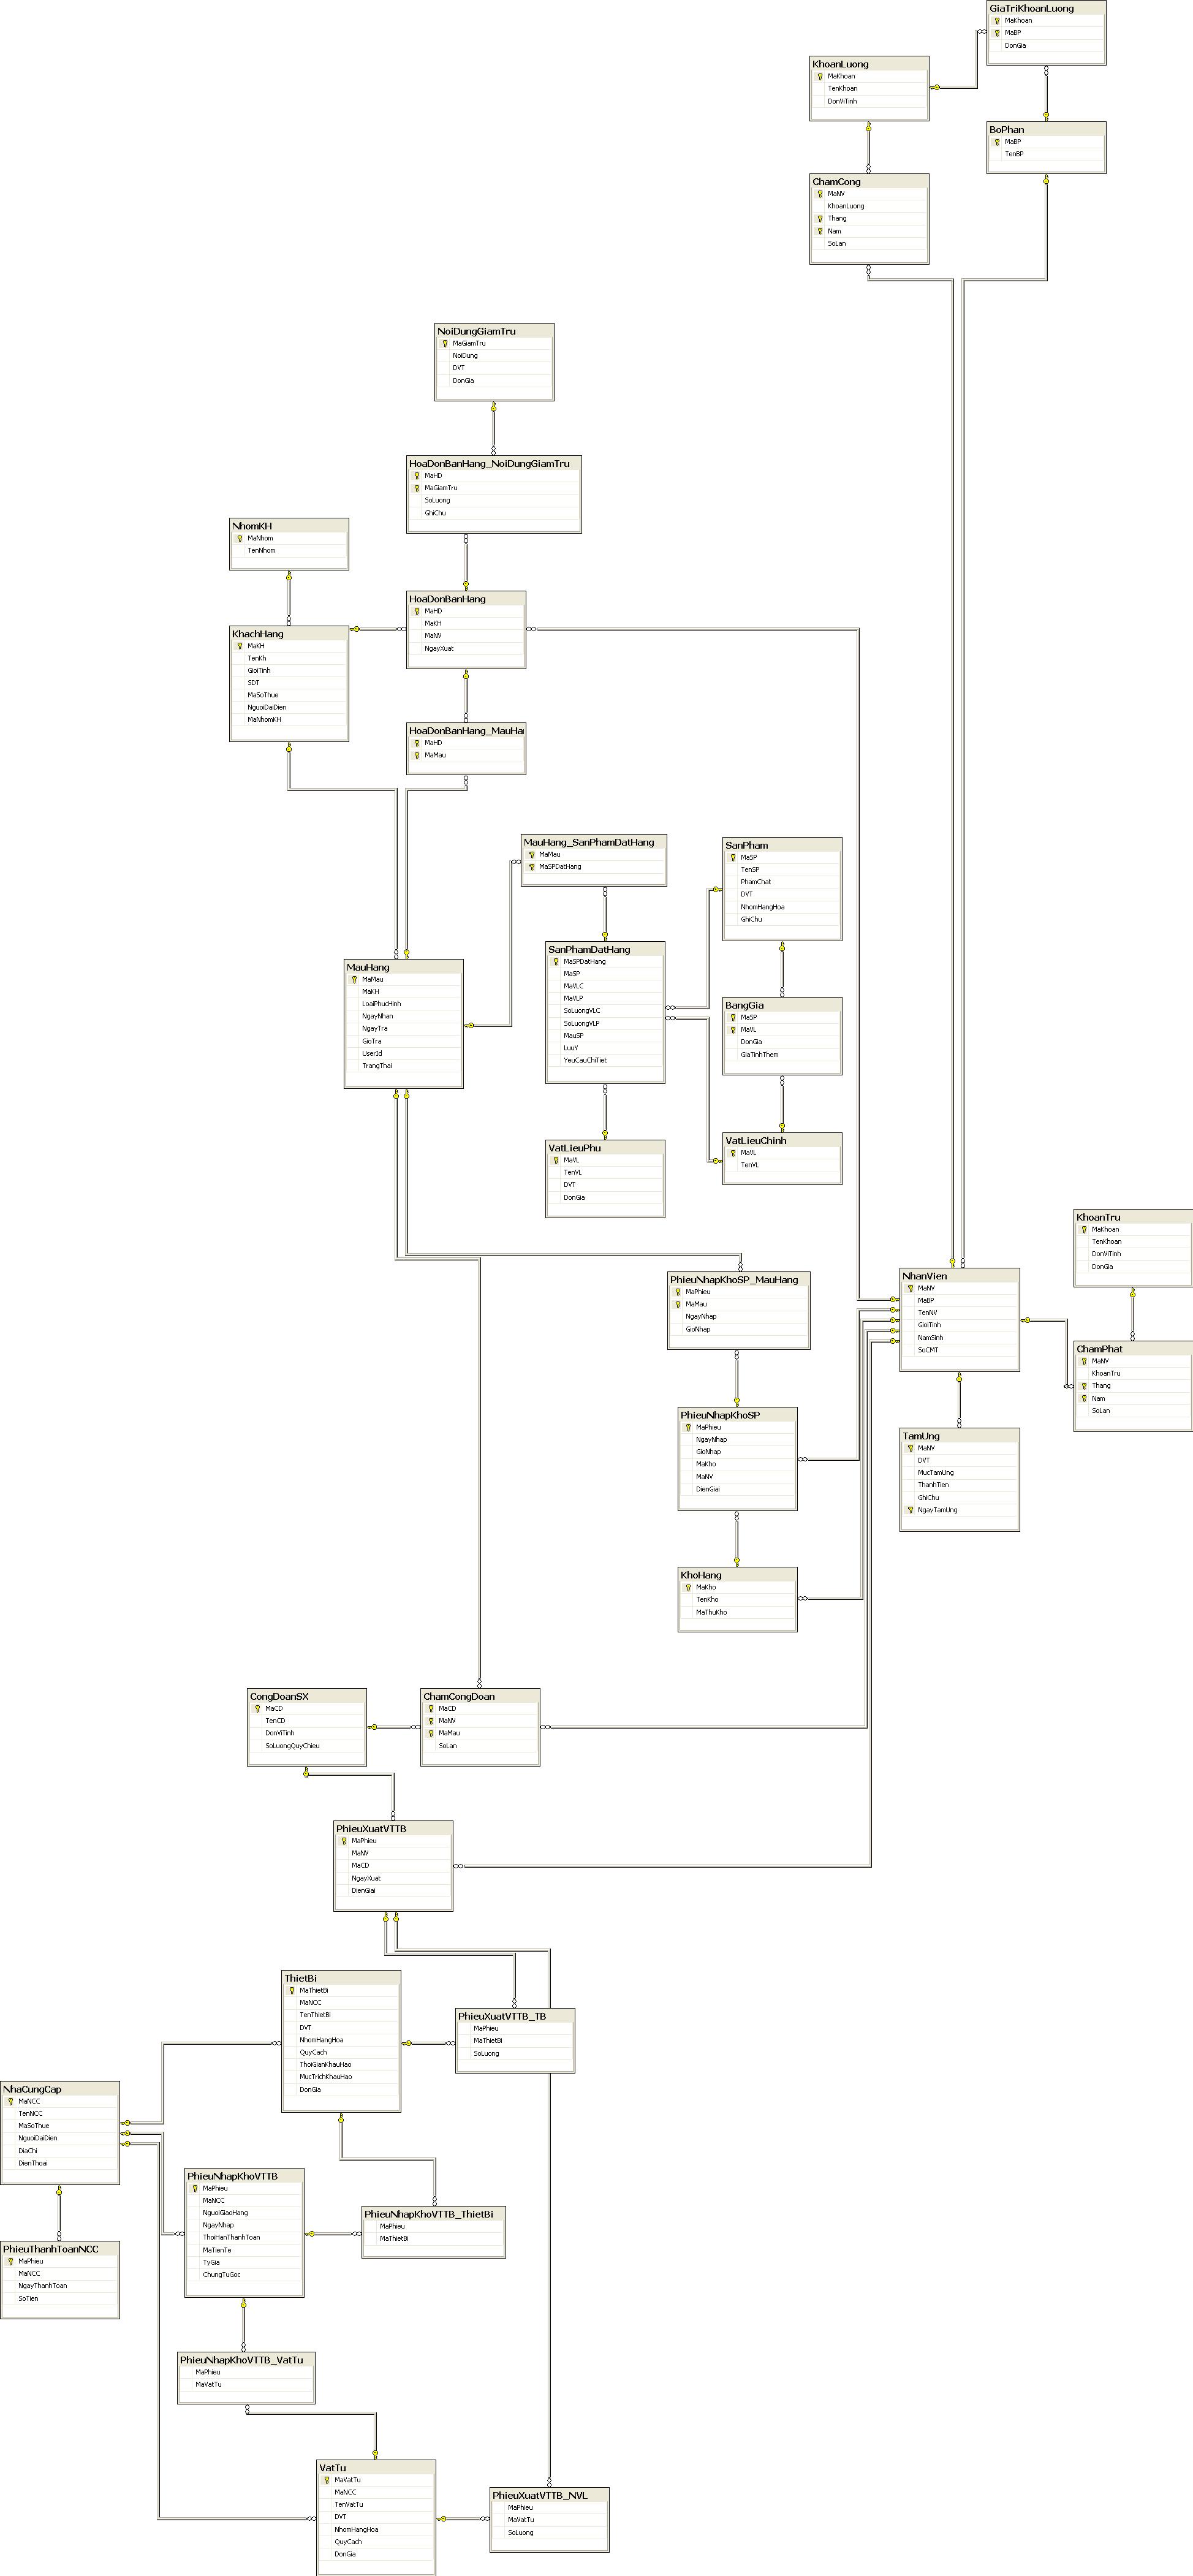 GiaTriKhoanLuong
MaKhoan
MaBP
DonGia
KhoanLuong
MaKhoan
TenKhoan
DonViTinh
BoPhan
MaBP
TenBP
ChamCong
MaNV
KhoanLuong
Thang
Nam
SoLan
NoiDungGiamTru
MaGiamTru
NoiDung
DVT
DonGia
HoaDonBanHang_NoiDungGiamTru
MaHD
MaGiamTru
SoLuong
GhiChu
NhomKH
MaNhom
TenNhom
HoaDonBanHang
MaHD
MaKH
MaNV
NgayXuat
KhachHang
MaKH
TenKh
GioiTinh
SDT
MaSoThue
NguoiDaiDien
MaNhomKH
HoaDonBanHang_MauHa
MaHD
MaMau
MauHang_SanPhamDatHang
MaMau
MaSPDatHang
SanPham
MaSP
TenSP
PhamChat
DVT
NhomHangHoa
GhiChu
SanPhamDatHang
MaSPDatHang
MaSP
MaVLC
MaVLP
SoLuongVLC
SoLuongVLP
MauSP
LuuY
YeuCauChiTiet
MauHang
MaMau
MaKH
LoaiPhucHinh
NgayNhan
NgayTra
GioTra
UserId
TrangThai
BangGia
MaSP
MaVL
DonGia
GiaTinhThem
VatLieuChinh
MaVL
TenVL
VatLieuPhu
MaVL
TenVL
DVT
DonGia
KhoanTru
MaKhoan
TenKhoan
DonViTinh
DonGia
NhanVien
MaNV
MaBP
TenNV
GioiTinh
NamSinh
SoCMT
PhieuNhapKhoSP_MauHang
MaPhieu
MaMau
NgayNhap
GioNhap
ChamPhat
MaNV
KhoanTru
Thang
Nam
SoLan
PhieuNhapKhoSP
MaPhieu
NgayNhap
GioNhap
MaKho
MaNV
DienGiai
TamUng
MaNV
DVT
MucTamUng
ThanhTien
GhiChu
NgayTamUng
KhoHang
MaKho
TenKho
MaThuKho
CongDoanSX
MaCD
TenCD
DonViTinh
SoLuongQuyChieu
ChamCongDoan
MaCD
MaNV
MaMau
SoLan
PhieuXuatVTTB
MaPhieu
MaNV
MaCD
NgayXuat
DienGiai
ThietBi
MaThietBi
MaNCC
TenThietBi
DVT
NhomHangHoa
QuyCach
ThoiGianKhauHao
MucTrichKhauHao
DonGia
PhieuXuatVTTB_TB
MaPhieu
MaThietBi
SoLuong
NhaCungCap
MaNCC
TenNCC
MaSoThue
NguoiDaiDien
DiaChi
DienThoai
PhieuNhapKhoVTTB
MaPhieu
MaNCC
NguoiGiaoHang
NgayNhap
ThoiHanThanhToan
MaTienTe
TyGia
ChungTuGoc
PhieuNhapKhoVTTB_ThietBi
MaPhieu
MaThietBi
PhieuThanhToanNCC
MaPhieu
MaNCC
NgayThanhToan
SoTien
PhieuNhapKhoVTTB_VatTu
MaPhieu
MaVatTu
VatTu
MaVatTu
MaNCC
TenVatTu
DVT
NhomHangHoa
QuyCach
DonGia
PhieuXuatVTTB_NVL
MaPhieu
MaVatTu
SoLuong